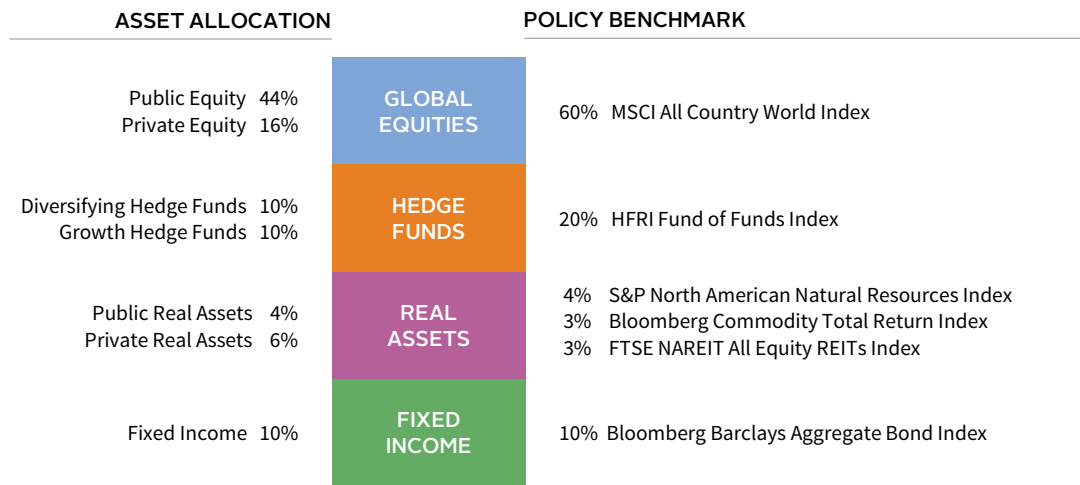 ASSET ALLOCATION
POLICY BENCHMARK
Public Equity 44%
Private Equity 16%
GLOBAL
EQUITIES
60% MSCI All Country World Index
Diversifying Hedge Funds 10%
Growth Hedge Funds 10%
HEDGE
FUNDS
20% HFRI Fund of Funds Index
Public Real Assets 4%
Private Real Assets 6%
REAL
ASSETS
4% S&P North American Natural Resources Index
3% Bloomberg Commodity Total Return Index
3% FTSE NAREIT All Equity REITs Index
Fixed Income 10%
FIXED
INCOME
10% Bloomberg Barclays Aggregate Bond Index